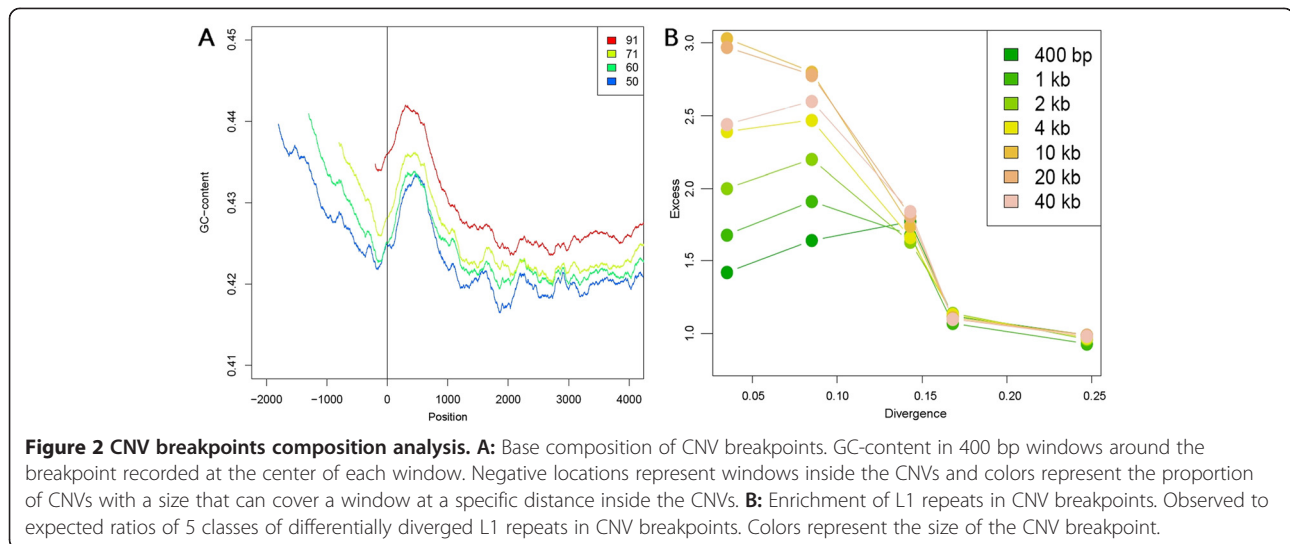 A
0.45
0.44
0.43
0.42
0.41
GC-content
−2000
−1000
0
1000
2000
3000
4000
Position
91
71
60
50
B
3.0
2.5
2.0
1.5
1.0
Excess
0.05
0.10
0.15
0.20
0.25
Divergence
400 bp
1 kb
2 kb
4 kb
10 kb
20 kb
40 kb
Figure 2 CNV breakpoints composition analysis. A: Base composition of CNV breakpoints. GC-content in 400 bp windows around the
breakpoint recorded at the center of each window. Negative locations represent windows inside the CNVs and colors represent the proportion
of CNVs with a size that can cover a window at a specific distance inside the CNVs. B: Enrichment of L1 repeats in CNV breakpoints. Observed to
expected ratios of 5 classes of differentially diverged L1 repeats in CNV breakpoints. Colors represent the size of the CNV breakpoint.